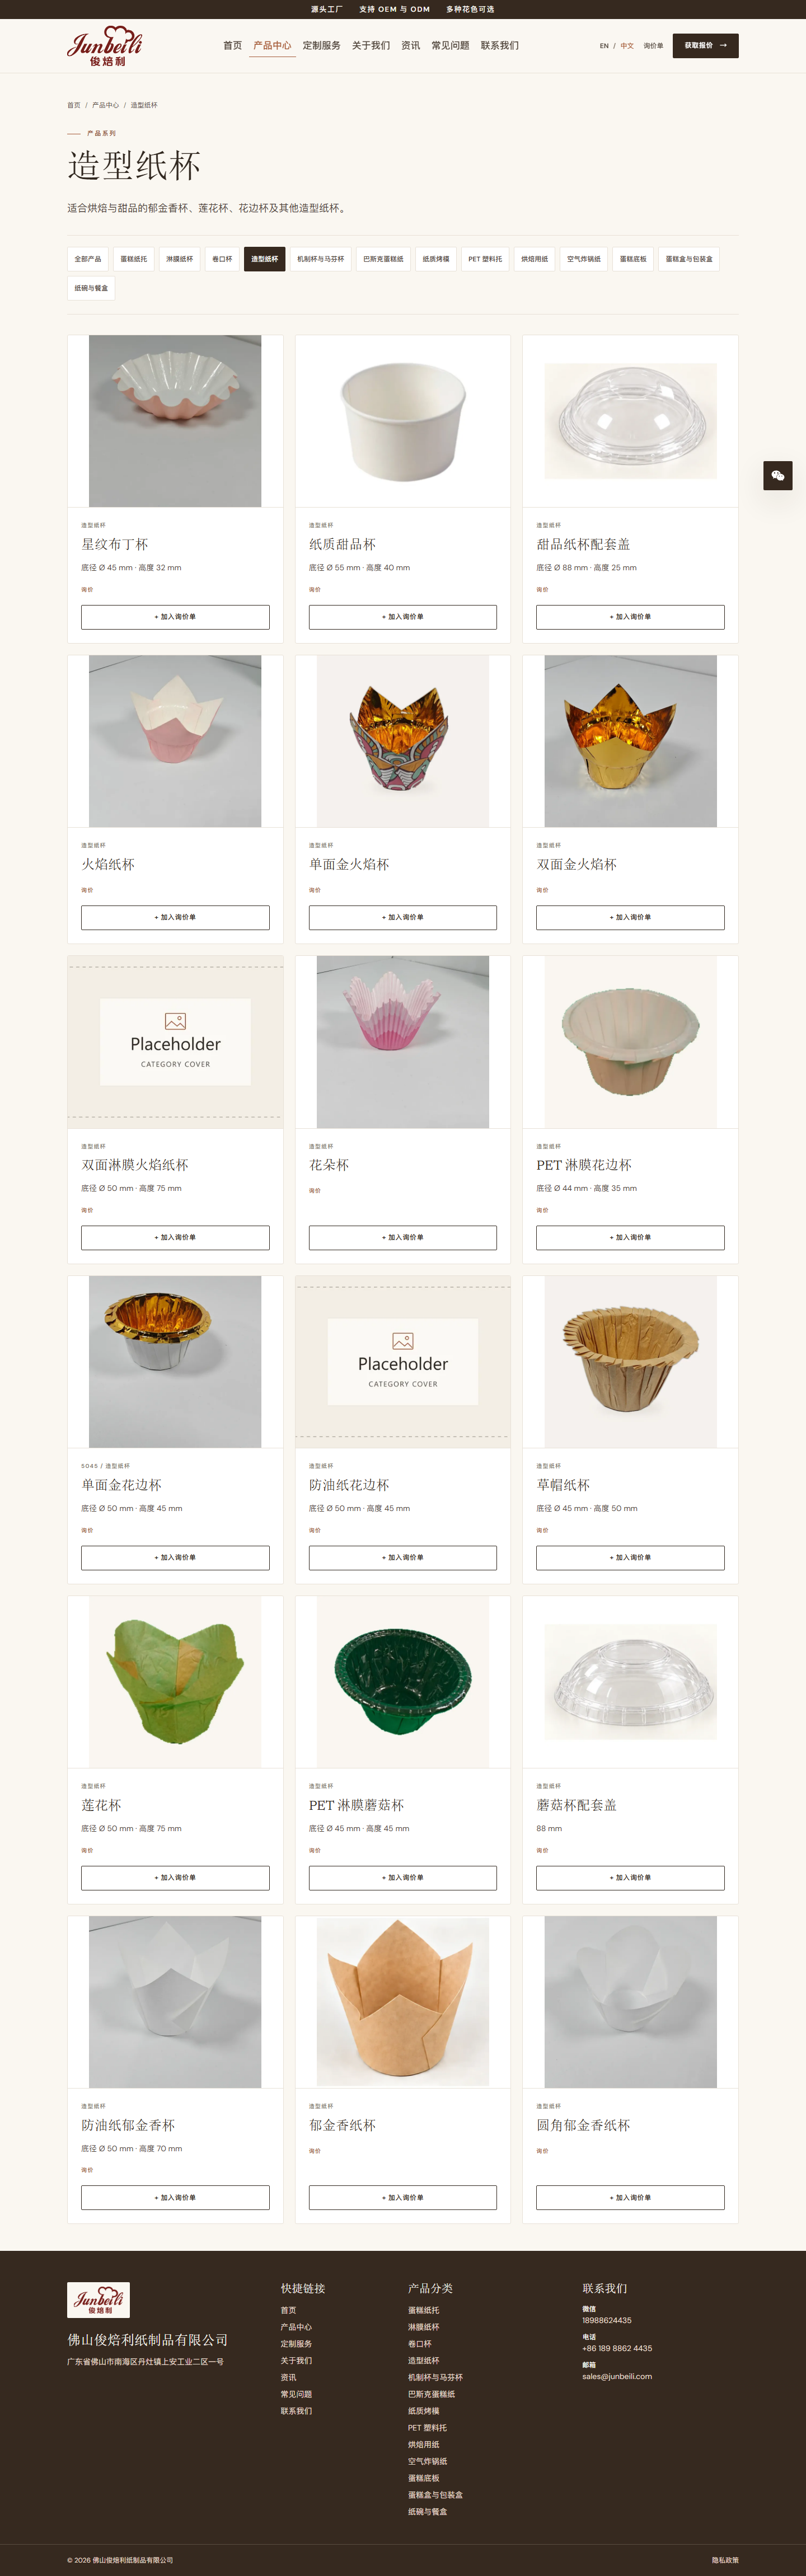 源头工厂 支持 OEM 与 ODM 多种花色可选
Junbeili
俊焙利
首页 产品中心 定制服务 关于我们 资讯 常见问题 联系我们
EN / 中文 询价单 获取报价 →
首页 / 产品中心 / 造型纸杯
产品系列
造型纸杯
适合烘焙与甜品的郁金香杯、莲花杯、花边杯及其他造型纸杯。
全部产品 蛋糕纸托 淋膜纸杯 卷口杯 造型纸杯 机制杯与马芬杯 巴斯克蛋糕纸 纸质烤模 PET 塑料托 烘焙用纸 空气炸锅纸 蛋糕底板 蛋糕盒与包装盒
纸碗与餐盒
造型纸杯
星纹布丁杯
底径 Ø 45 mm · 高度 32 mm
询价
+ 加入询价单
造型纸杯
纸质甜品杯
底径 Ø 55 mm · 高度 40 mm
询价
+ 加入询价单
造型纸杯
甜品纸杯配套盖
底径 Ø 88 mm · 高度 25 mm
询价
+ 加入询价单
造型纸杯
火焰纸杯
询价
+ 加入询价单
造型纸杯
单面金火焰杯
询价
+ 加入询价单
造型纸杯
双面金火焰杯
询价
+ 加入询价单
Placeholder
CATEGORY COVER
造型纸杯
双面淋膜火焰纸杯
底径 Ø 50 mm · 高度 75 mm
询价
+ 加入询价单
造型纸杯
花朵杯
询价
+ 加入询价单
造型纸杯
PET 淋膜花边杯
底径 Ø 44 mm · 高度 35 mm
询价
+ 加入询价单
5045 / 造型纸杯
单面金花边杯
底径 Ø 50 mm · 高度 45 mm
询价
+ 加入询价单
Placeholder
CATEGORY COVER
造型纸杯
防油纸花边杯
底径 Ø 50 mm · 高度 45 mm
询价
+ 加入询价单
造型纸杯
草帽纸杯
底径 Ø 45 mm · 高度 50 mm
询价
+ 加入询价单
造型纸杯
莲花杯
底径 Ø 50 mm · 高度 75 mm
询价
+ 加入询价单
造型纸杯
PET 淋膜蘑菇杯
底径 Ø 45 mm · 高度 45 mm
询价
+ 加入询价单
造型纸杯
蘑菇杯配套盖
88 mm
询价
+ 加入询价单
造型纸杯
防油纸郁金香杯
底径 Ø 50 mm · 高度 70 mm
询价
+ 加入询价单
造型纸杯
郁金香纸杯
询价
+ 加入询价单
造型纸杯
圆角郁金香纸杯
询价
+ 加入询价单
Junbeili
俊焙利
佛山俊焙利纸制品有限公司
广东省佛山市南海区丹灶镇上安工业二区一号
快捷链接
首页
产品中心
定制服务
关于我们
资讯
常见问题
联系我们
产品分类
蛋糕纸托
淋膜纸杯
卷口杯
造型纸杯
机制杯与马芬杯
巴斯克蛋糕纸
纸质烤模
PET 塑料托
烘焙用纸
空气炸锅纸
蛋糕底板
蛋糕盒与包装盒
纸碗与餐盒
联系我们
微信
18988624435
电话
+86 189 8862 4435
邮箱
sales@junbeili.com
© 2026 佛山俊焙利纸制品有限公司
隐私政策